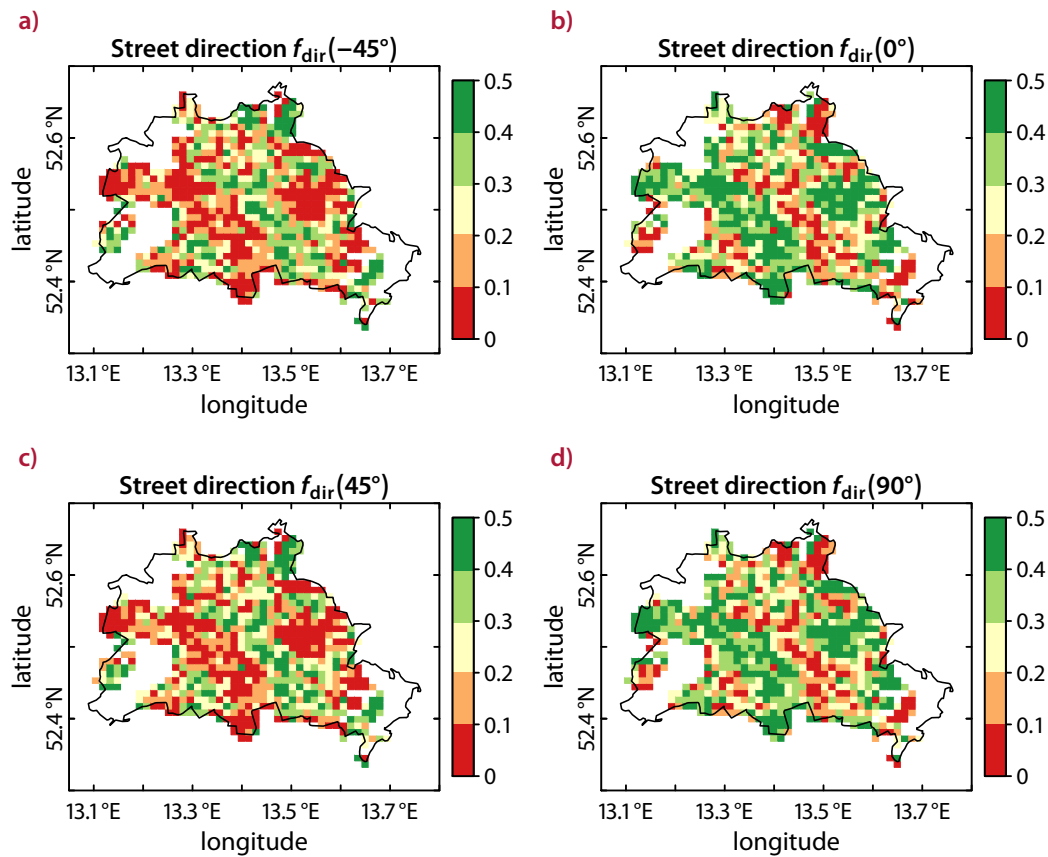 a)
Street direction f_dir(−45°)
52.6 °N
52.4 °N
latitude
13.1 °E 13.3 °E 13.5 °E 13.7 °E
longitude
0.5
0.4
0.3
0.2
0.1
0
b)
Street direction f_dir(0°)
52.6 °N
52.4 °N
latitude
13.1 °E 13.3 °E 13.5 °E 13.7 °E
longitude
0.5
0.4
0.3
0.2
0.1
0
c)
Street direction f_dir(45°)
52.6 °N
52.4 °N
latitude
13.1 °E 13.3 °E 13.5 °E 13.7 °E
longitude
0.5
0.4
0.3
0.2
0.1
0
d)
Street direction f_dir(90°)
52.6 °N
52.4 °N
latitude
13.1 °E 13.3 °E 13.5 °E 13.7 °E
longitude
0.5
0.4
0.3
0.2
0.1
0